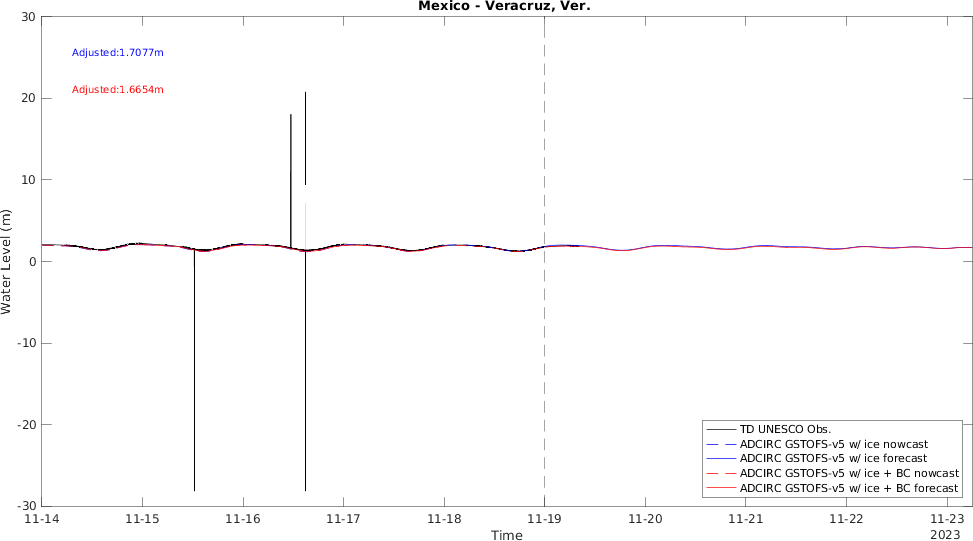 Mexico - Veracruz, Ver.
30
Adjusted:1.7077m
Adjusted:1.6654m
20
10
0
-10
-20
-30
Water Level (m)
11-14
11-15
11-16
11-17
11-18
11-19
11-20
11-21
11-22
11-23
2023
Time
TD UNESCO Obs.
ADCIRC GSTOFS-v5 w/ ice nowcast
ADCIRC GSTOFS-v5 w/ ice forecast
ADCIRC GSTOFS-v5 w/ ice + BC nowcast
ADCIRC GSTOFS-v5 w/ ice + BC forecast